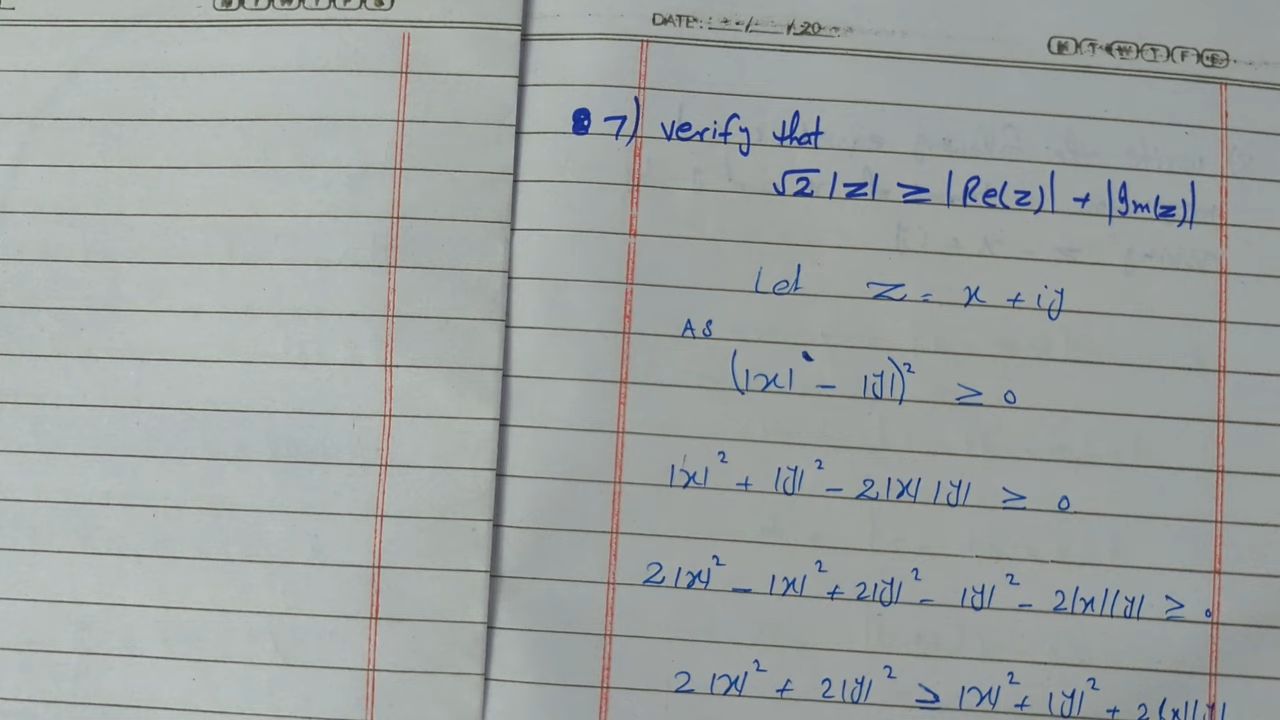 DATE:
M T W T F S
7) verify that
√2 |z| ≥ |Re(z)| + |Im(z)|
Let z = x + iy
As
(|x| - |y|)² ≥ 0
|x|² + |y|² - 2|x| |y| ≥ 0
2|x|² - |x|² + 2|y|² - |y|² - 2|x||y| ≥ 0
2|x|² + 2|y|² ≥ |x|² + |y|² + 2|x||y|